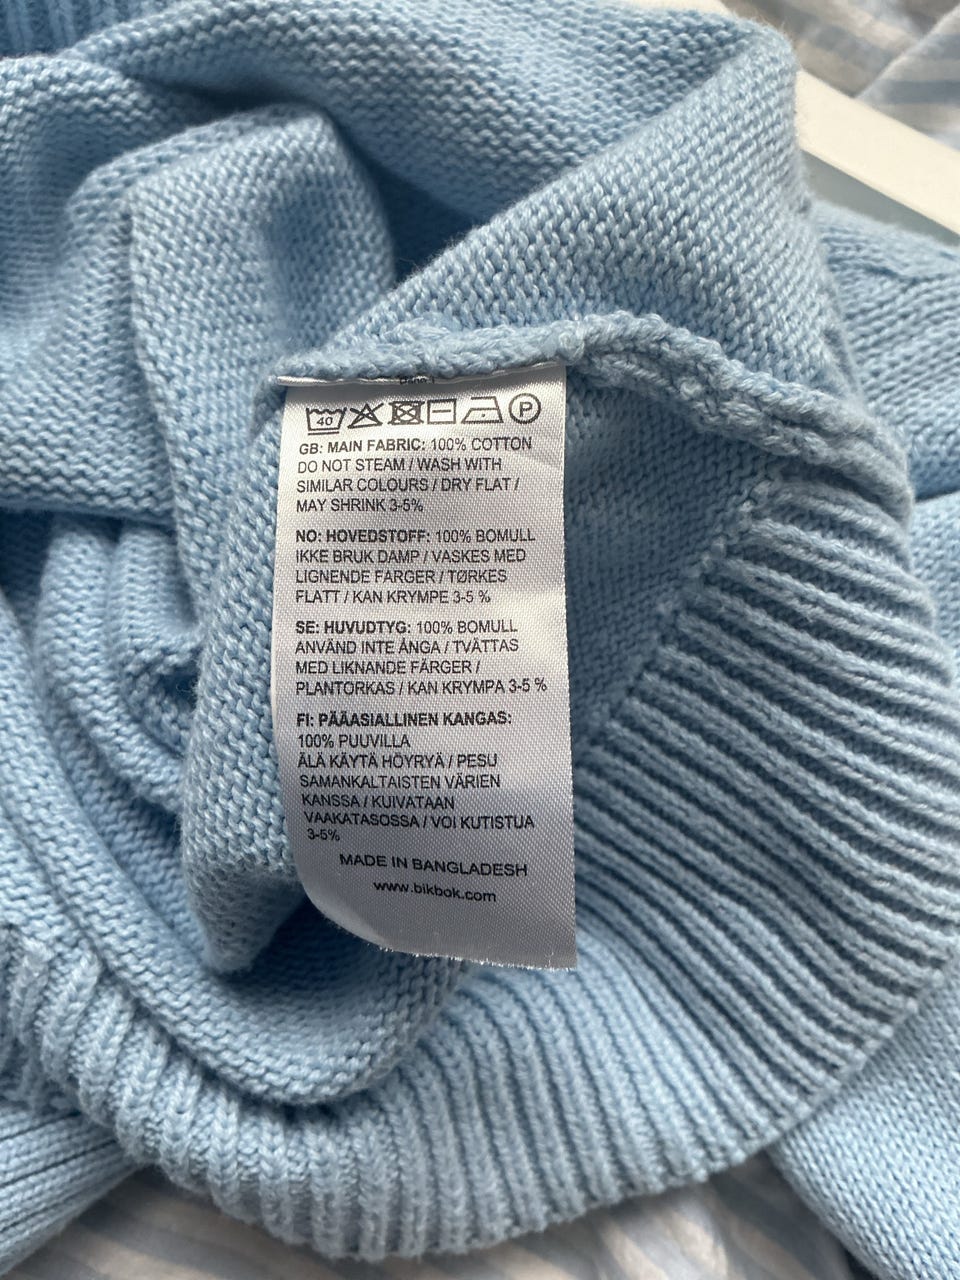 40 P
GB: MAIN FABRIC: 100% COTTON
DO NOT STEAM / WASH WITH
SIMILAR COLOURS / DRY FLAT /
MAY SHRINK 3-5%
NO: HOVEDSTOFF: 100% BOMULL
IKKE BRUK DAMP / VASKES MED
LIGNENDE FARGER / TØRKES
FLATT / KAN KRYMPE 3-5 %
SE: HUVUDTYG: 100% BOMULL
ANVÄND INTE ÅNGA / TVÄTTAS
MED LIKNANDE FÄRGER /
PLANTORKAS / KAN KRYMPA 3-5 %
FI: PÄÄASIALLINEN KANGAS:
100% PUUVILLA
ÄLÄ KÄYTÄ HÖYRYÄ / PESU
SAMANKALTAISTEN VÄRIEN
KANSSA / KUIVATAAN
VAAKATASOSSA / VOI KUTISTUA
3-5%
MADE IN BANGLADESH
www.bikbok.com